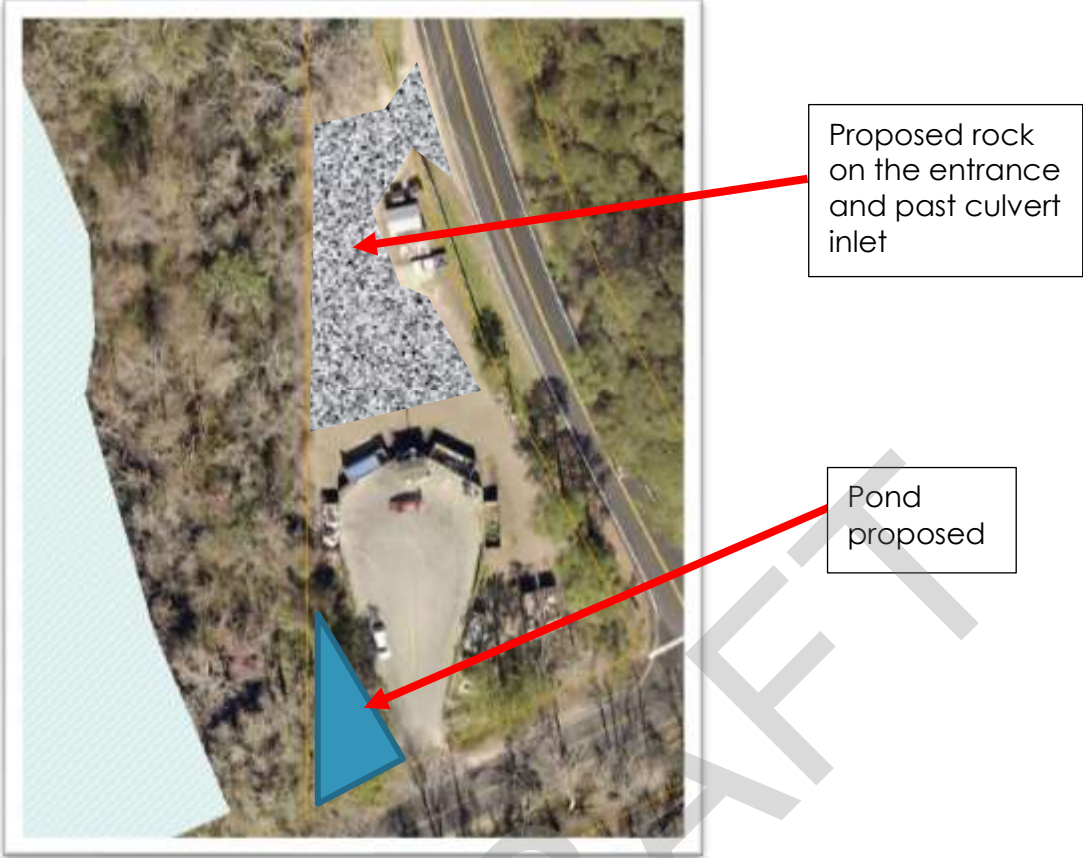 Proposed rock
on the entrance
and past culvert
inlet
Pond
proposed
DRAFT